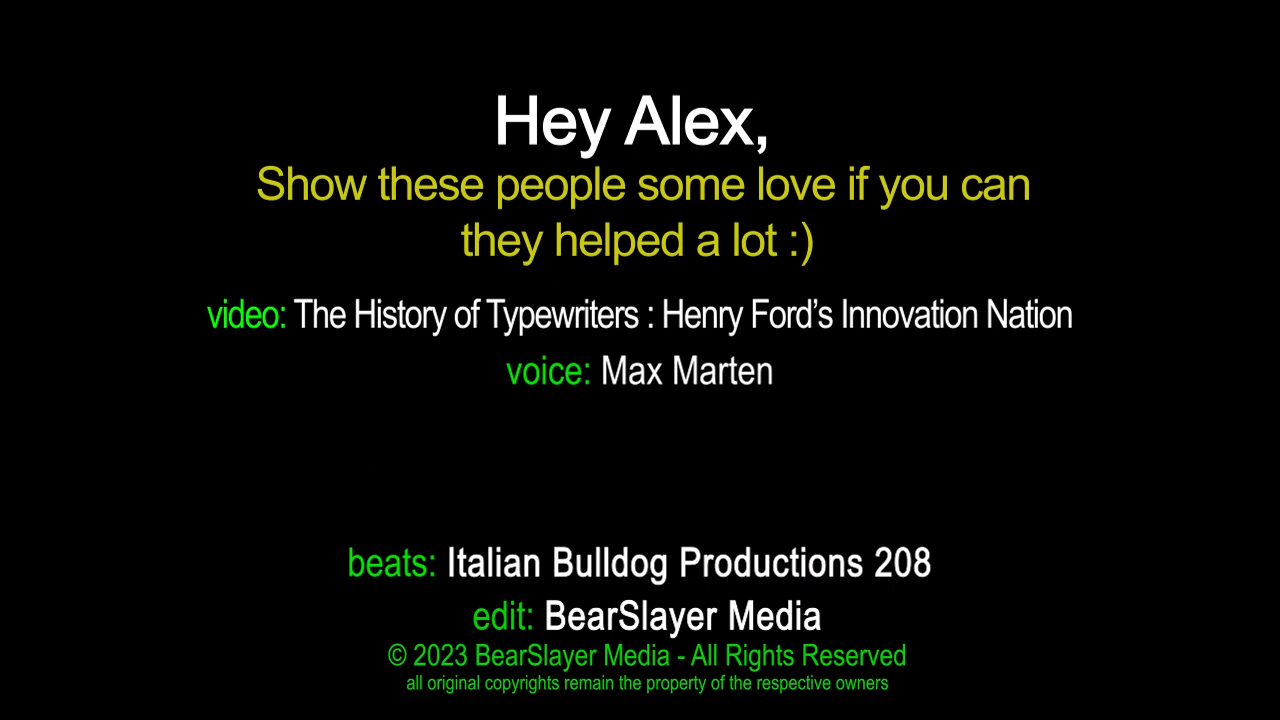 Hey Alex,
Show these people some love if you can
they helped a lot :)
video: The History of Typewriters : Henry Ford’s Innovation Nation
voice: Max Marten
beats: Italian Bulldog Productions 208
edit: BearSlayer Media
© 2023 BearSlayer Media - All Rights Reserved
all original copyrights remain the property of the respective owners